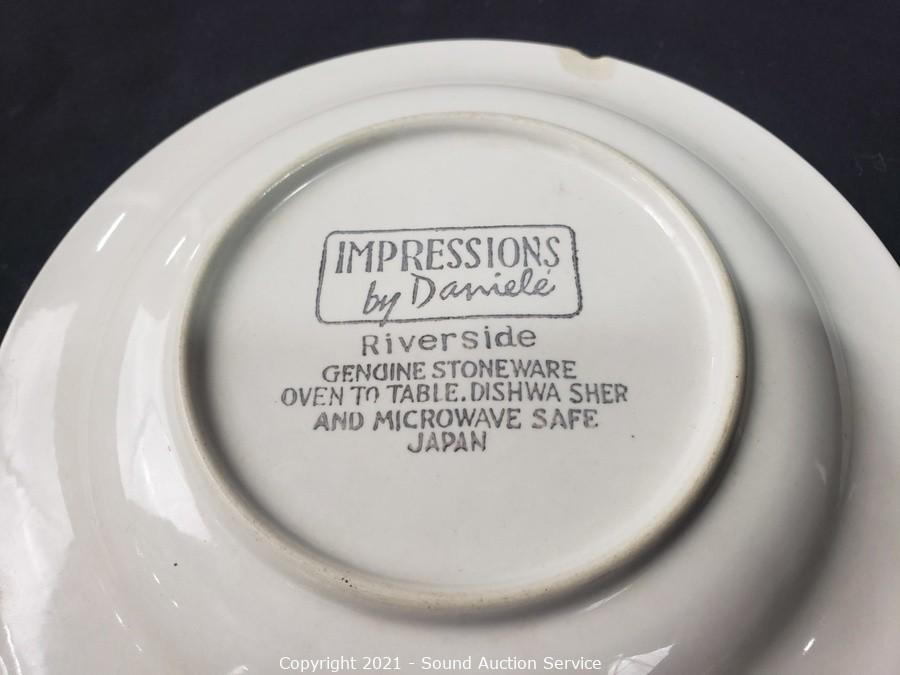 IMPRESSIONS
by Danielé
Riverside
GENUINE STONEWARE
OVEN TO TABLE. DISHWA SHER
AND MICROWAVE SAFE
JAPAN
Copyright 2021 - Sound Auction Service